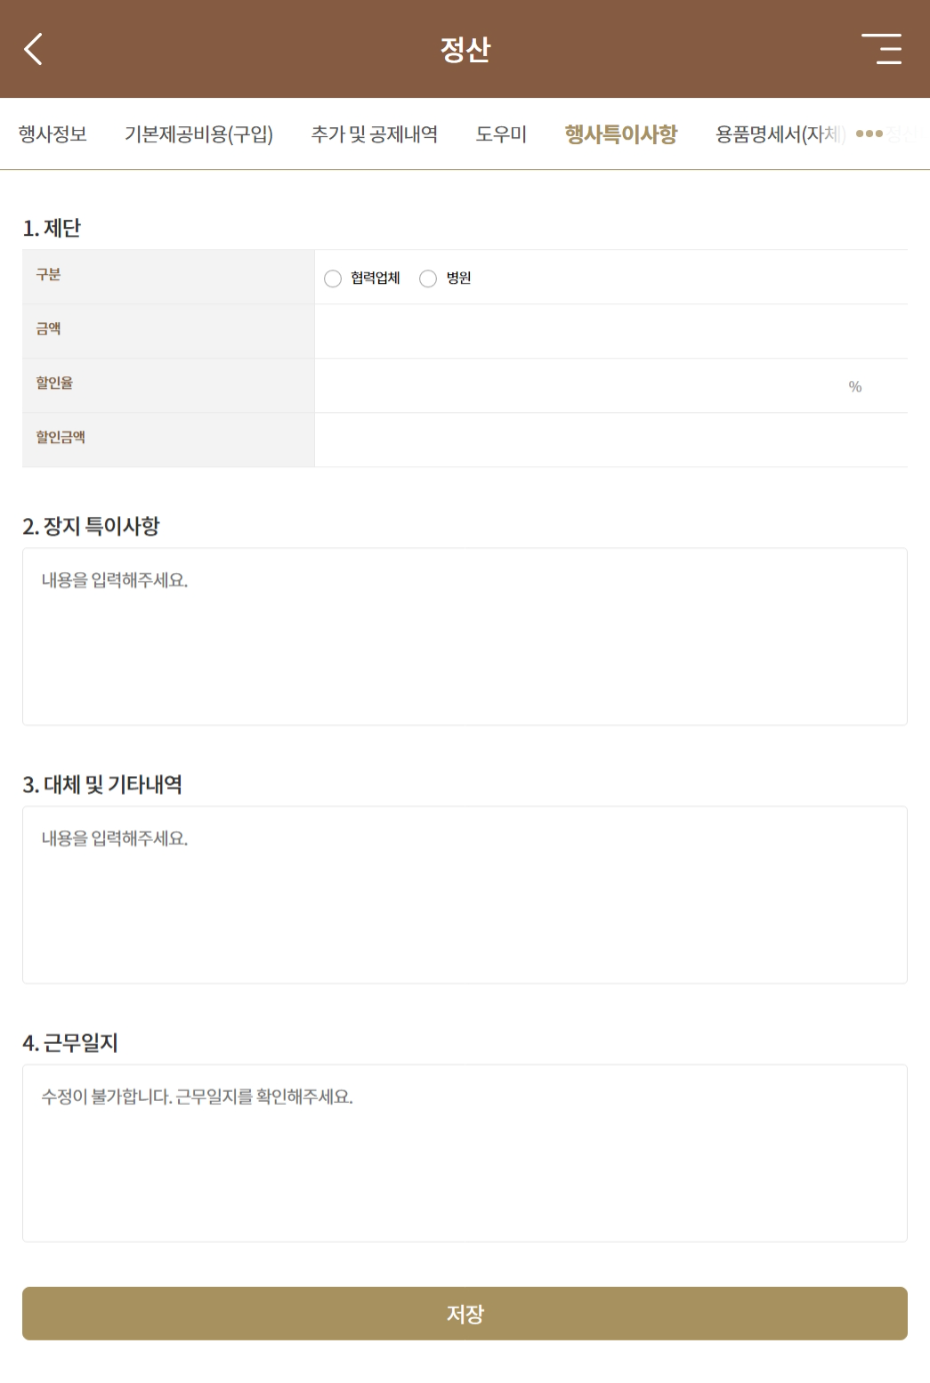 정산
행사정보 기본제공비용(구입) 추가 및 공제내역 도우미 행사특이사항 용품명세서(자체)
1. 제단
구분 협력업체 병원
금액
할인율 %
할인금액
2. 장지 특이사항
내용을 입력해주세요.
3. 대체 및 기타내역
내용을 입력해주세요.
4. 근무일지
수정이 불가합니다. 근무일지를 확인해주세요.
저장